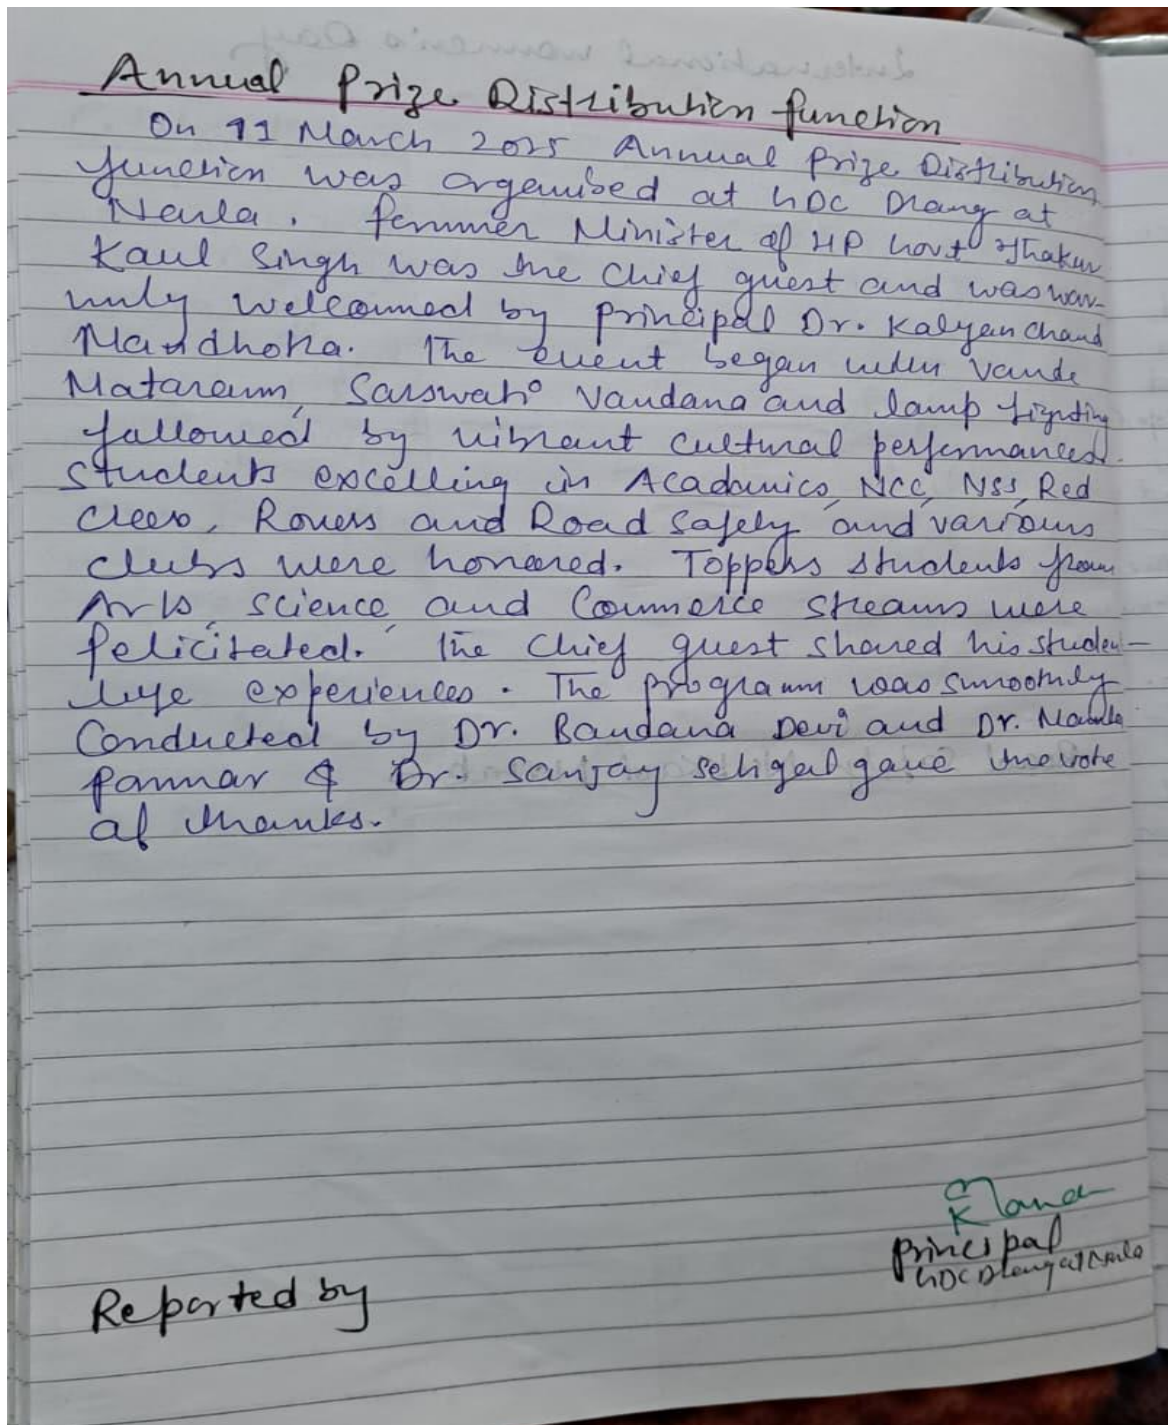 Annual Prize Distribution function
On 11 March 2025 Annual Prize Distribution
function was organised at GDC Drang at
Narla. Former Minister of HP Govt Thakur
Kaul Singh was the Chief guest and was war-
mly welcomed by Principal Dr. Kalyan Chand
Mandhotra. The event began with Vande
Mataram, Sarswati Vandana and lamp lighting
followed by vibrant cultural performances.
Students excelling in Academics, NCC, NSS, Red
Cross, Rovers and Road Safety and various
clubs were honored. Toppers students from
Arts, Science, and Commerce streams were
felicitated. The Chief guest shared his student-
life experiences. The programm was smoothly
Conducted by Dr. Bandana Devi and Dr. Mamta
& Dr. Sanjay Sehgal gave the vote
of thanks.
Principal
GDC Drang at Narla
Reported by